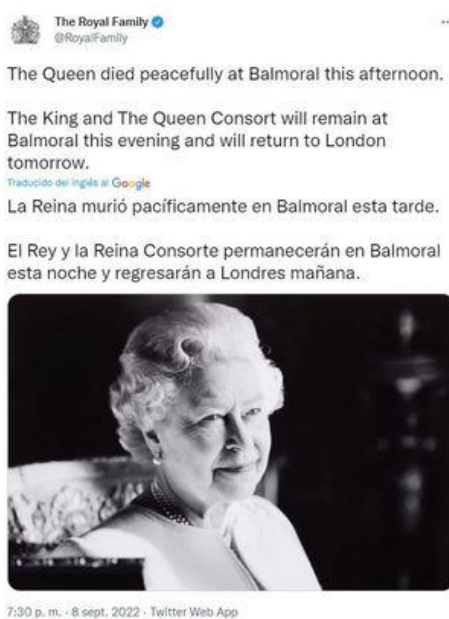 The Royal Family
@RoyalFamily
The Queen died peacefully at Balmoral this afternoon.
The King and The Queen Consort will remain at
Balmoral this evening and will return to London
tomorrow.
Traducido del inglés al Google
La Reina murió pacíficamente en Balmoral esta tarde.
El Rey y la Reina Consorte permanecerán en Balmoral
esta noche y regresarán a Londres mañana.
7:30 p. m. · 8 sept. 2022 · Twitter Web App